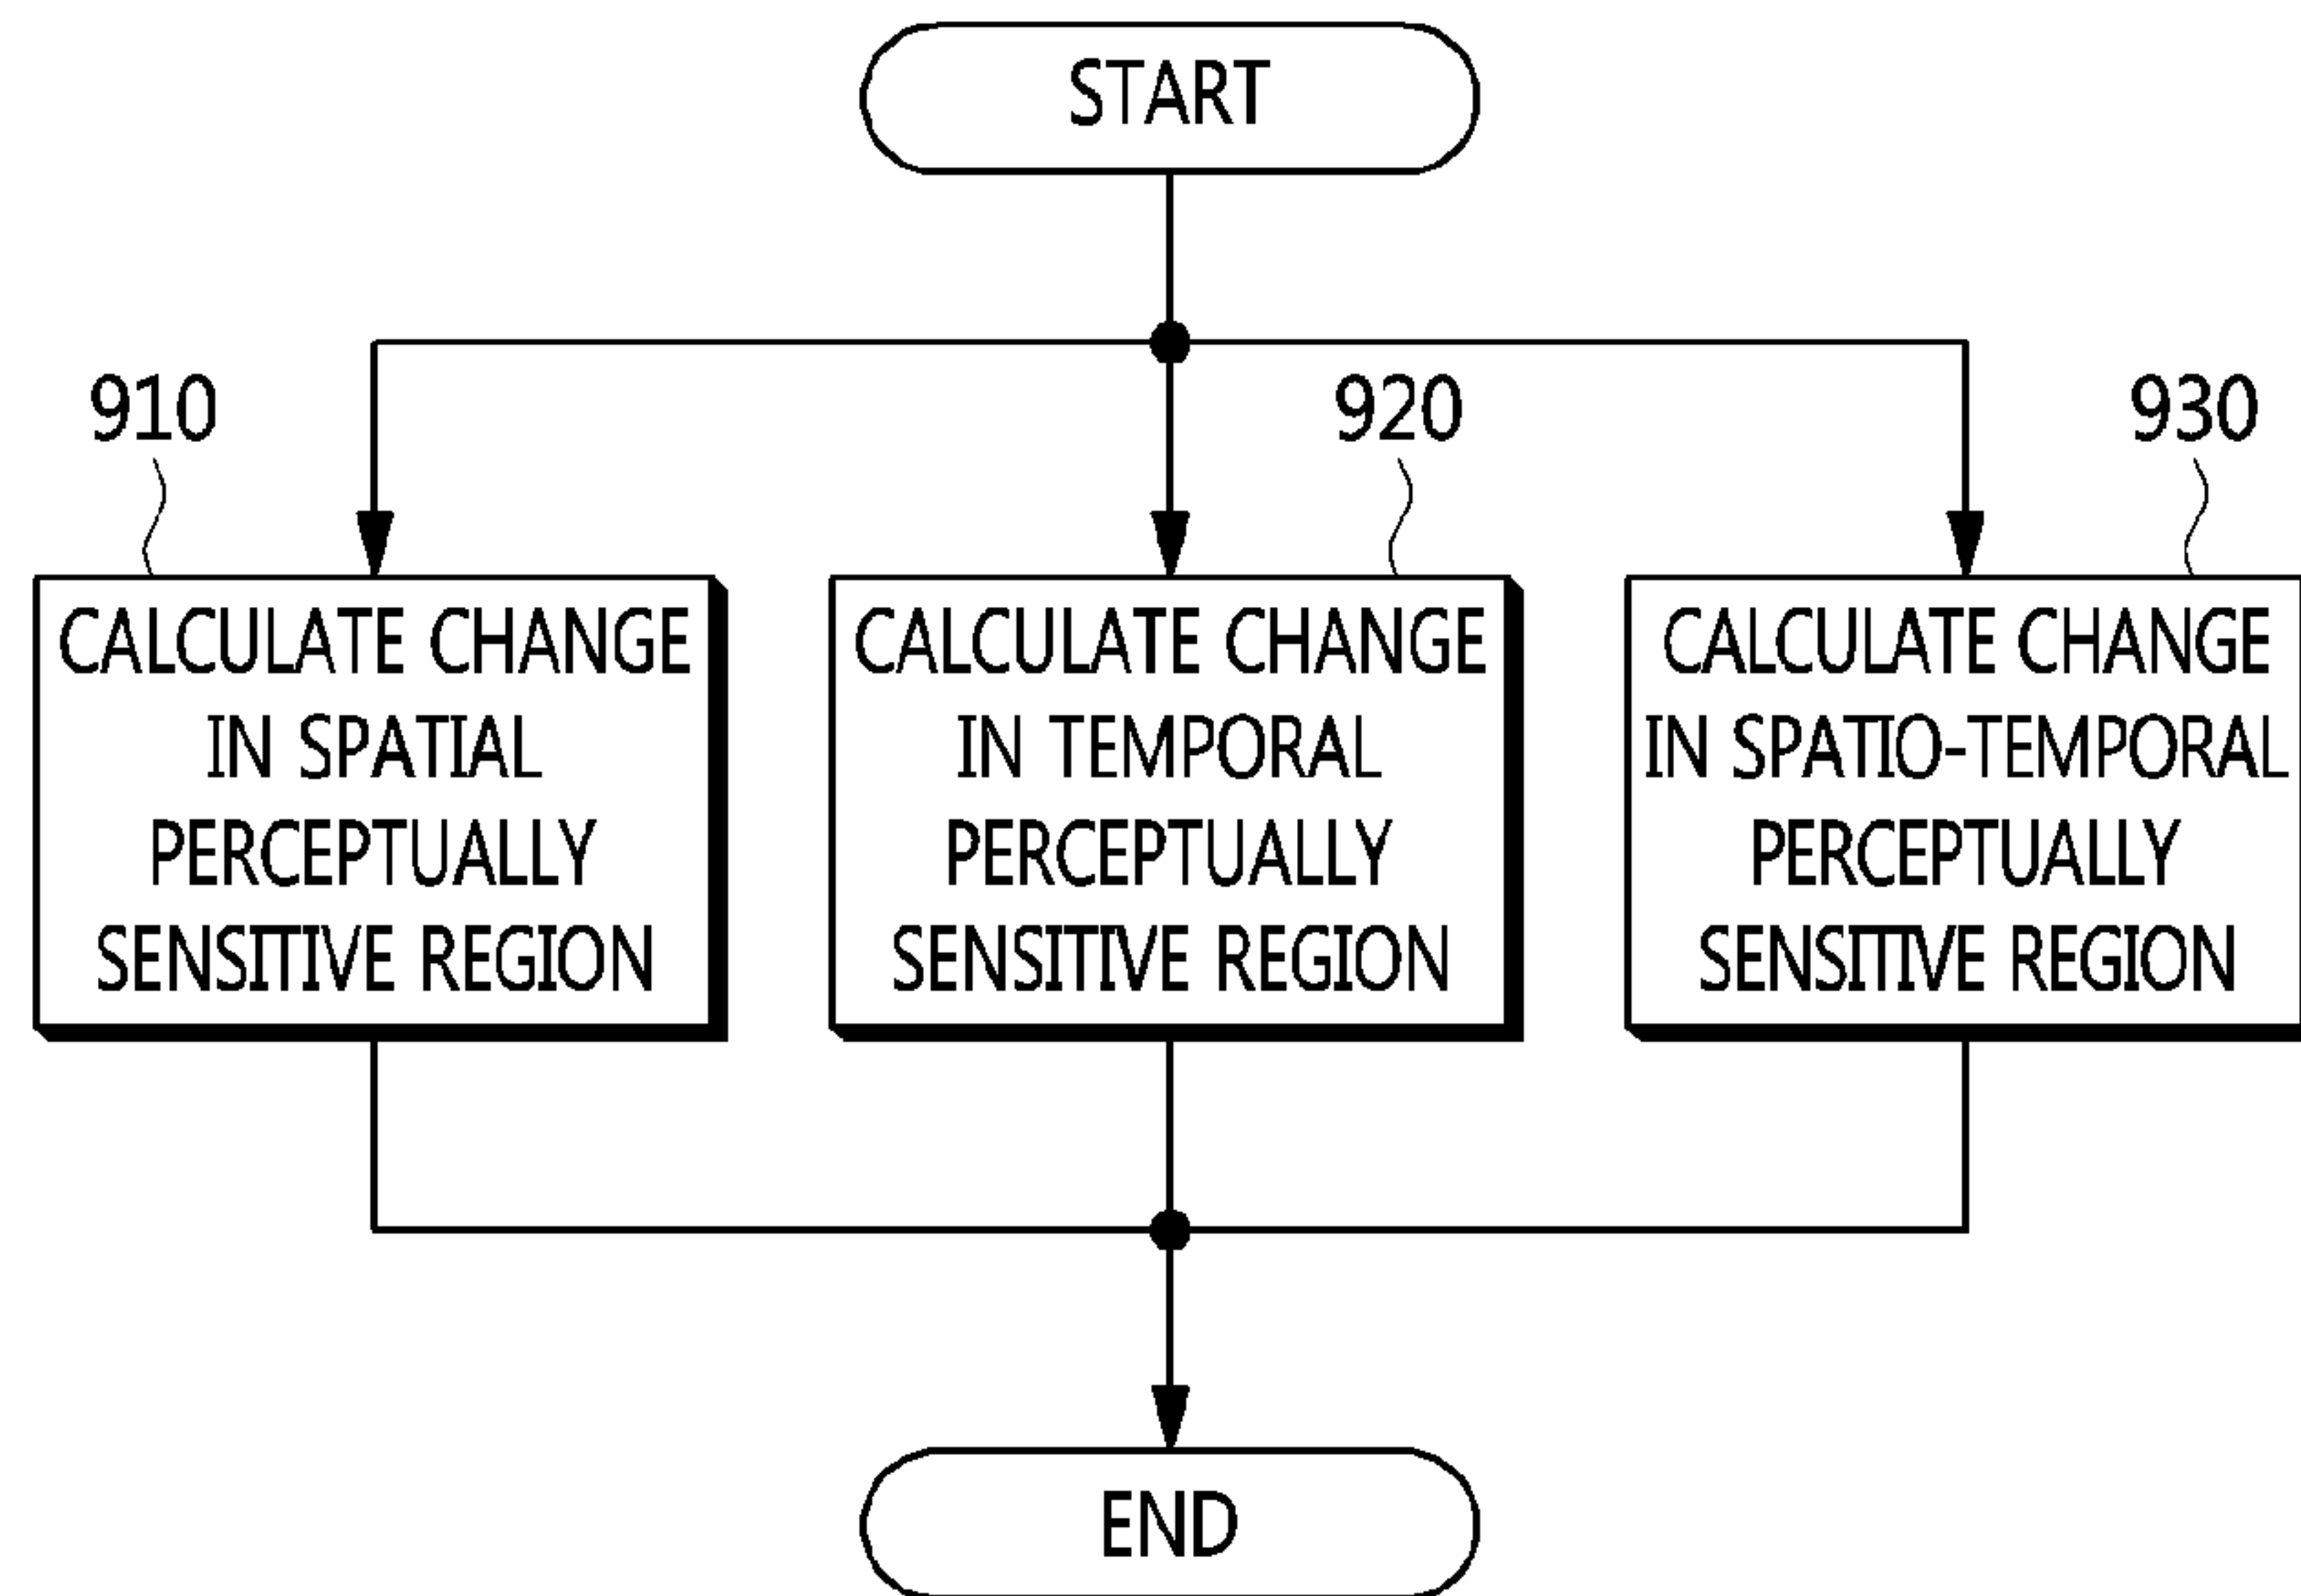 START
910
920
930
CALCULATE CHANGE
IN SPATIAL
PERCEPTUALLY
SENSITIVE REGION
CALCULATE CHANGE
IN TEMPORAL
PERCEPTUALLY
SENSITIVE REGION
CALCULATE CHANGE
IN SPATIO-TEMPORAL
PERCEPTUALLY
SENSITIVE REGION
END